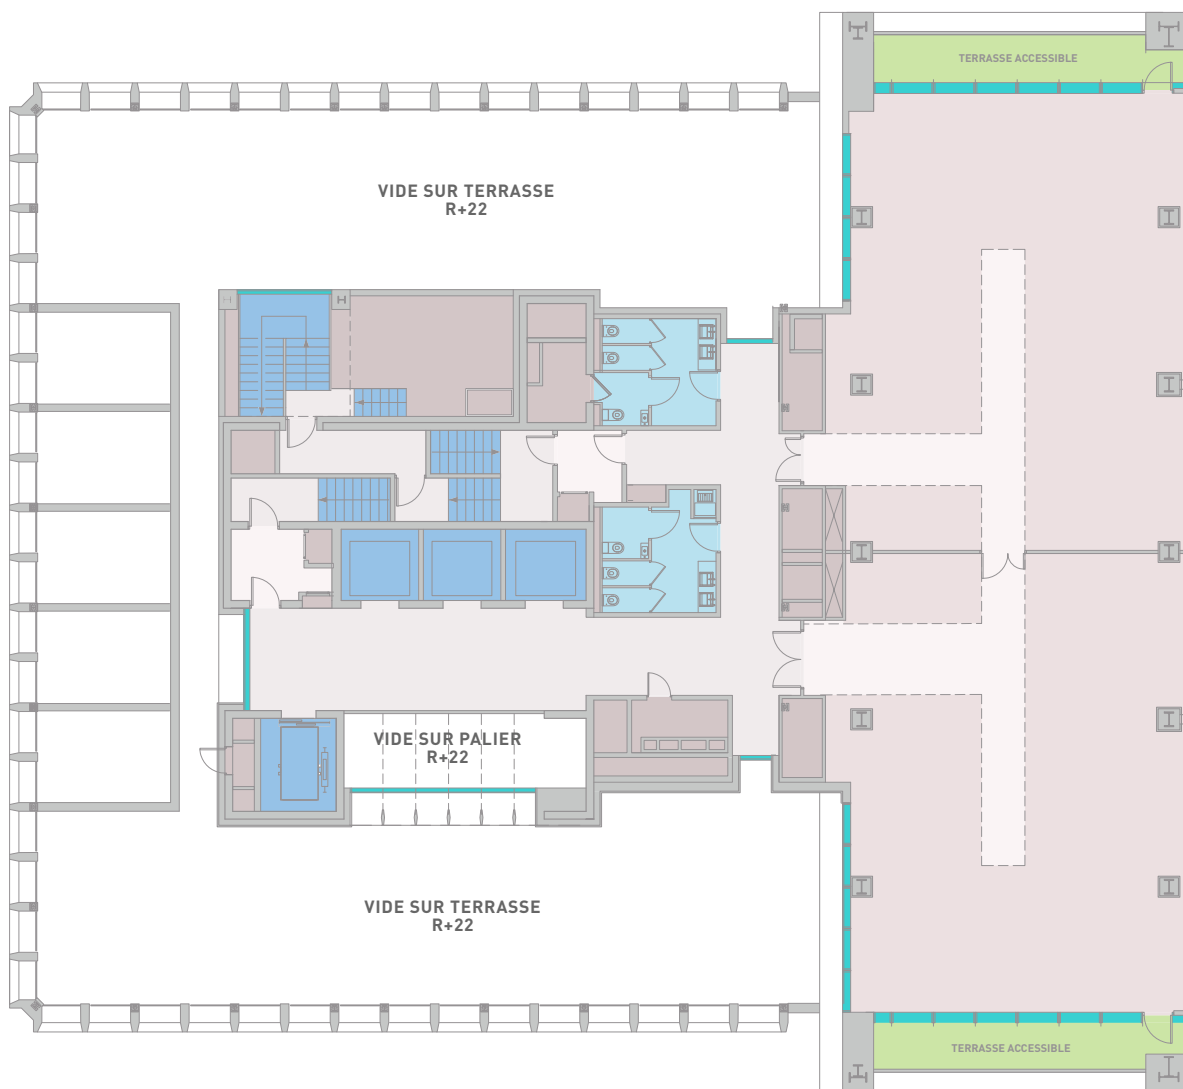 TERRASSE ACCESSIBLE
VIDE SUR TERRASSE
R+22
VIDE SUR PALIER
R+22
VIDE SUR TERRASSE
R+22
TERRASSE ACCESSIBLE